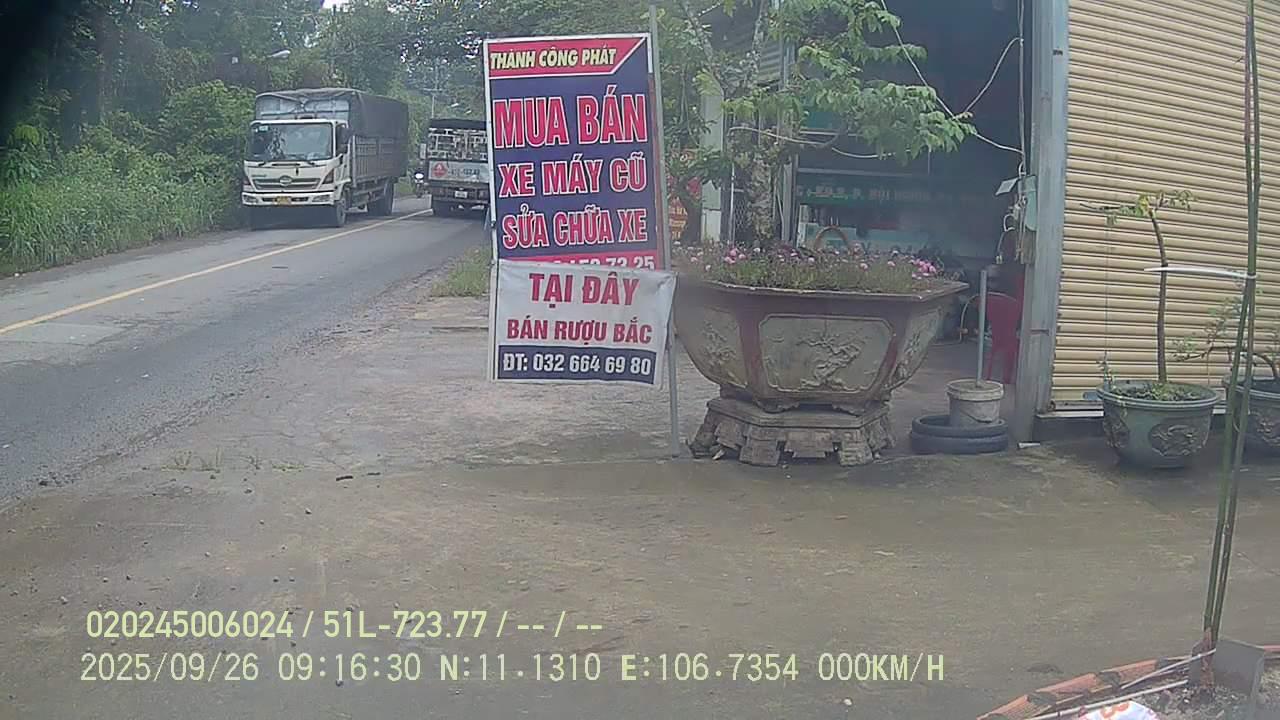 THÀNH CÔNG PHÁT
MUA BÁN
XE MÁY CŨ
SỬA CHỮA XE
TẠI ĐÂY
BÁN RƯỢU BẮC
ĐT: 032 664 69 80
020245006024 / 51L-723.77 / -- / --
2025/09/26 09:16:30 N:11.1310 E:106.7354 000KM/H